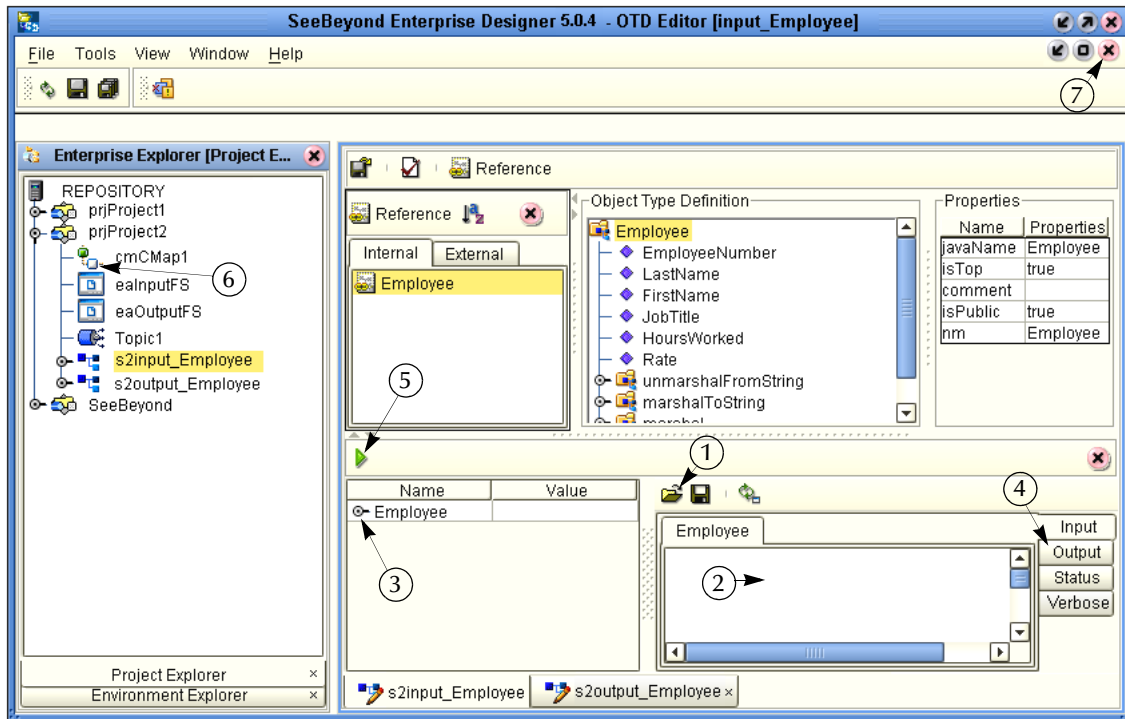 SeeBeyond Enterprise Designer 5.0.4 - OTD Editor [input_Employee]
File Tools View Window Help
7
Enterprise Explorer [Project E...
REPOSITORY
prjProject1
prjProject2
cmCMap1
6
eaInputFS
eaOutputFS
Topic1
s2input_Employee
s2output_Employee
SeeBeyond
Project Explorer ×
Environment Explorer ×
Reference
Reference
Internal External
Employee
5
Object Type Definition
Employee
EmployeeNumber
LastName
FirstName
JobTitle
HoursWorked
Rate
unmarshalFromString
marshalToString
marshal
Properties
Name Properties
javaName Employee
isTop true
comment
isPublic true
nm Employee
1
Name Value
Employee
3
4
Employee
2
Input
Output
Status
Verbose
s2input_Employee s2output_Employee ×